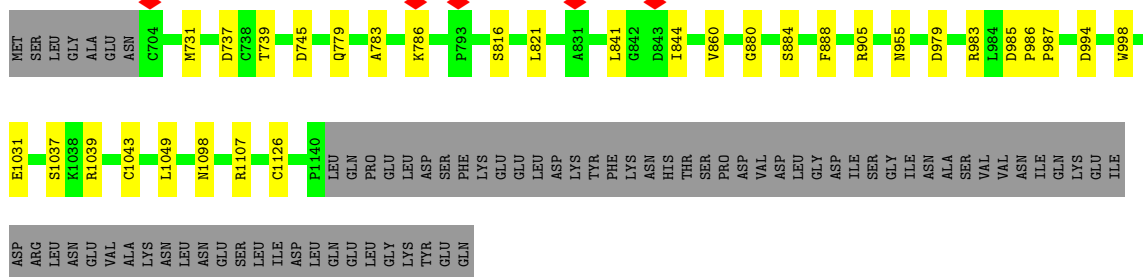 MET SER LEU GLY ALA GLU ASN C704 M731 D737 C738 T739 D745 Q779 A783 K786 P793 S816 L821 A831 L841 G842 D843 I844 V860 G880 S884 F888 R905 N955 D979 R983 L984 D985 P986 P987 D994 W998
E1031 S1037 K1038 R1039 C1043 L1049 N1098 R1107 C1126 P1140 LEU GLN PRO GLU LEU ASP SER PHE LYS GLU GLU LEU ASP LYS TYR PHE LYS ASN HIS THR SER PRO ASP VAL ASP LEU GLY ASP ILE SER GLY ILE ASN ALA SER VAL VAL ASN ILE GLN LYS GLU ILE
ASP ARG LEU ASN GLU VAL ALA LYS ASN LEU ASN GLU SER LEU ILE ASP LEU GLN GLU LEU GLY LYS TYR GLU GLN